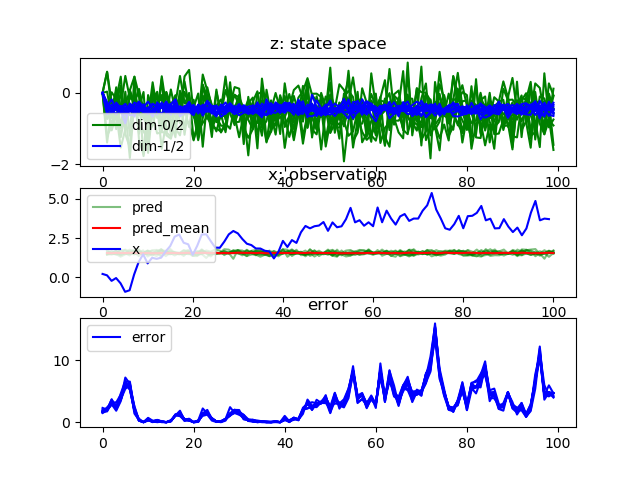 z: state space
0
−2
dim-0/2
dim-1/2
0 20 40 60 80 100
x: observation
5.0
2.5
0.0
pred
pred_mean
x
0 20 40 60 80 100
error
10
0
error
0 20 40 60 80 100